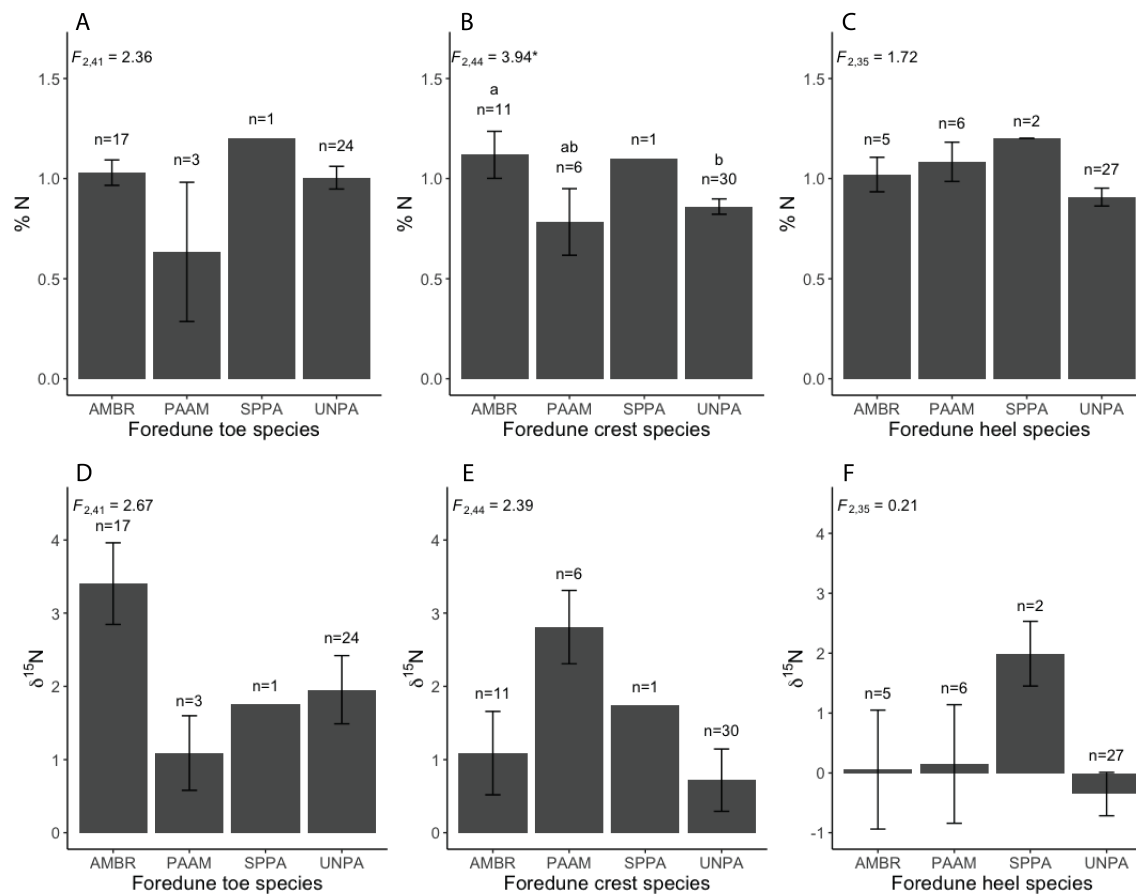 A
F2,41 = 2.36
1.5
1.0
0.5
0.0
% N
n=17
n=3
n=1
n=24
AMBR PAAM SPPA UNPA
Foredune toe species
B
F2,44 = 3.94*
1.5
1.0
0.5
0.0
% N
a
n=11
ab
n=6
n=1
b
n=30
AMBR PAAM SPPA UNPA
Foredune crest species
C
F2,35 = 1.72
1.5
1.0
0.5
0.0
% N
n=5
n=6
n=2
n=27
AMBR PAAM SPPA UNPA
Foredune heel species
D
F2,41 = 2.67
4
3
2
1
0
δ15N
n=17
n=3
n=1
n=24
AMBR PAAM SPPA UNPA
Foredune toe species
E
F2,44 = 2.39
4
3
2
1
0
δ15N
n=11
n=6
n=1
n=30
AMBR PAAM SPPA UNPA
Foredune crest species
F
F2,35 = 0.21
4
3
2
1
0
-1
δ15N
n=5
n=6
n=2
n=27
AMBR PAAM SPPA UNPA
Foredune heel species